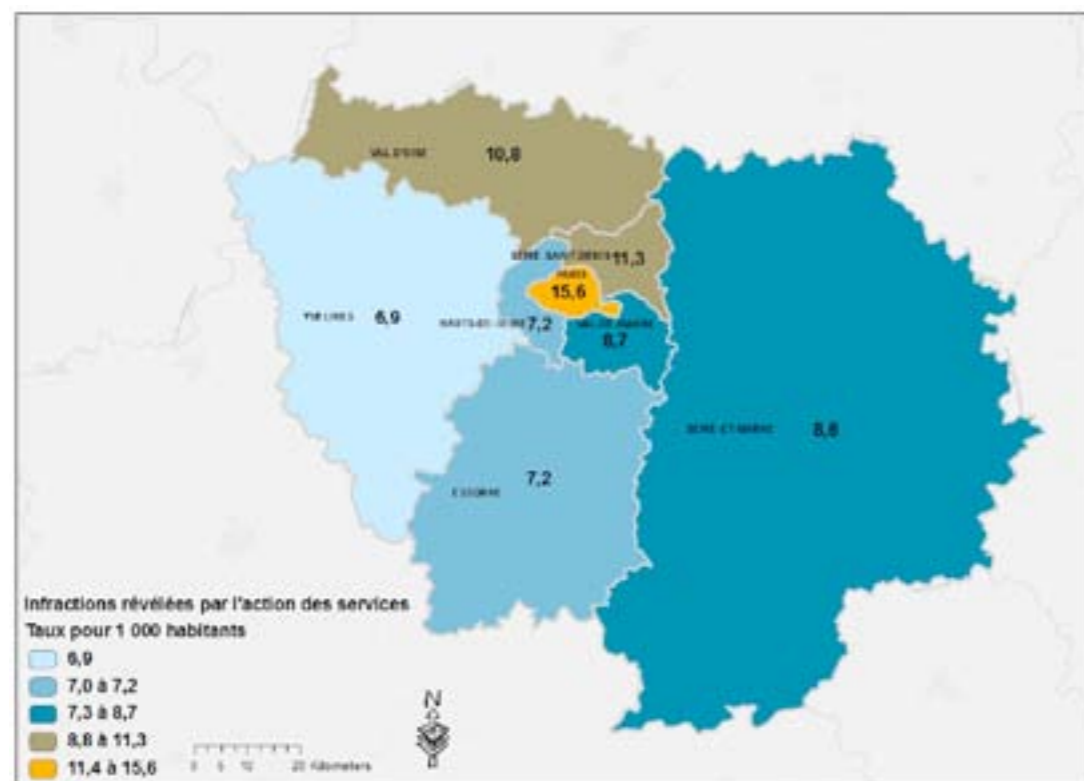 VAL D'OISE 10,8
SEINE-SAINT-DENIS 11,3
PARIS
15,6
YVELINES 6,9
HAUTS-DE-SEINE 7,2
VAL-DE-MARNE
8,7
SEINE-ET-MARNE 8,6
ESSONNE 7,2
Infractions révélées par l'action des services
Taux pour 1 000 habitants
6,9
7,0 à 7,2
7,3 à 8,7
8,8 à 11,3
11,4 à 15,6
N
0 5 10 20 Kilometers